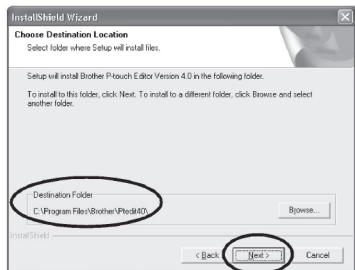 InstallShield Wizard
Choose Destination Location
Select folder where Setup will install files.
Setup will install Brother P-touch Editor Version 4.0 in the following folder.
To install to this folder, click Next. To install to a different folder, click Browse and select
another folder.
Destination Folder
C:\Program Files\Brother\Ptedit40\
Browse...
InstallShield
< Back
Next >
Cancel